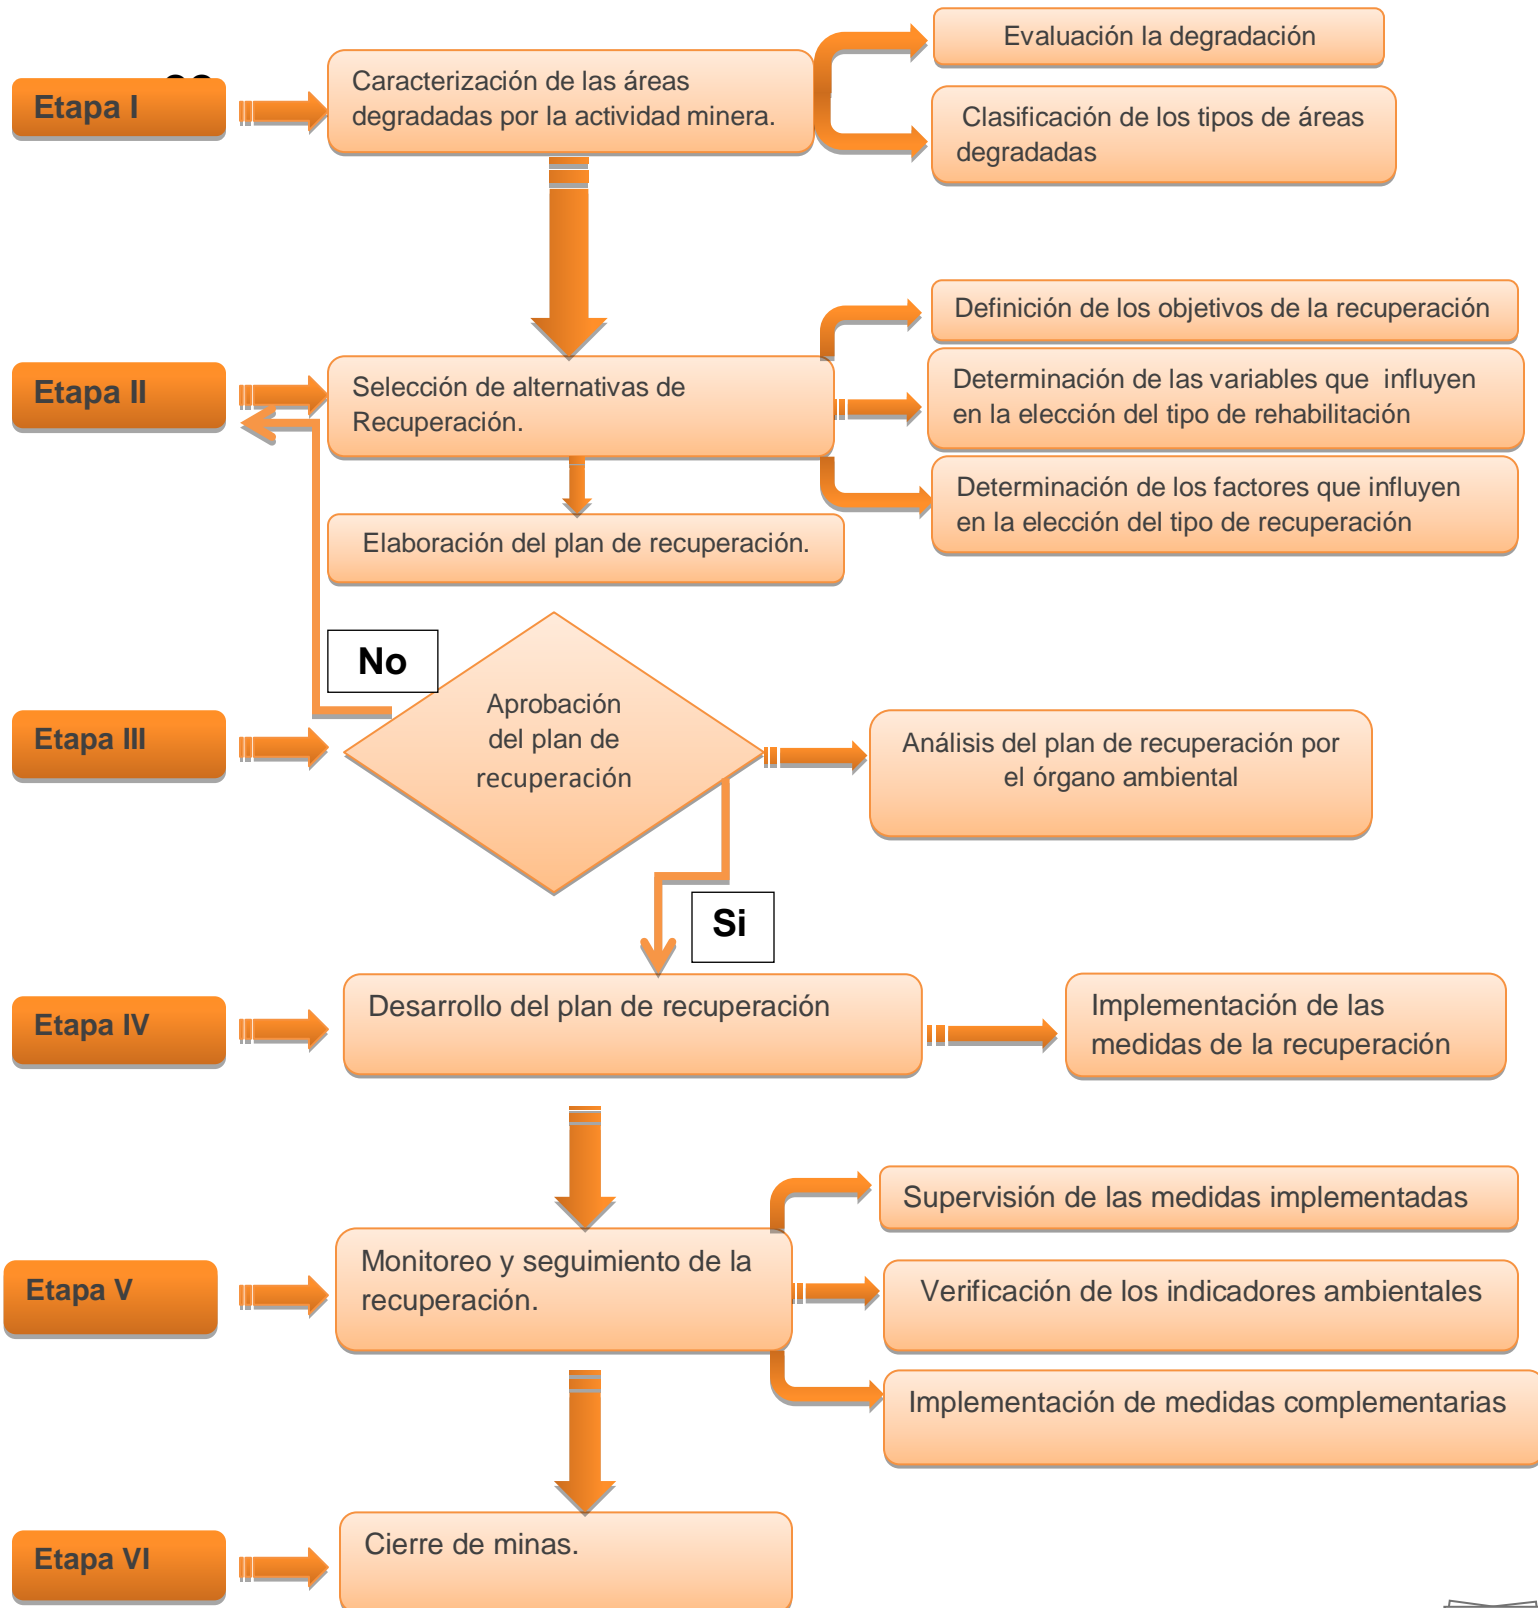 Etapa I
Caracterización de las áreas
degradadas por la actividad minera.
Evaluación la degradación
Clasificación de los tipos de áreas
degradadas
Etapa II
Selección de alternativas de
Recuperación.
Definición de los objetivos de la recuperación
Determinación de las variables que influyen
en la elección del tipo de rehabilitación
Determinación de los factores que influyen
en la elección del tipo de recuperación
Elaboración del plan de recuperación.
No
Etapa III
Aprobación
del plan de
recuperación
Análisis del plan de recuperación por
el órgano ambiental
Si
Etapa IV
Desarrollo del plan de recuperación
Implementación de las
medidas de la recuperación
Etapa V
Monitoreo y seguimiento de la
recuperación.
Supervisión de las medidas implementadas
Verificación de los indicadores ambientales
Implementación de medidas complementarias
Etapa VI
Cierre de minas.